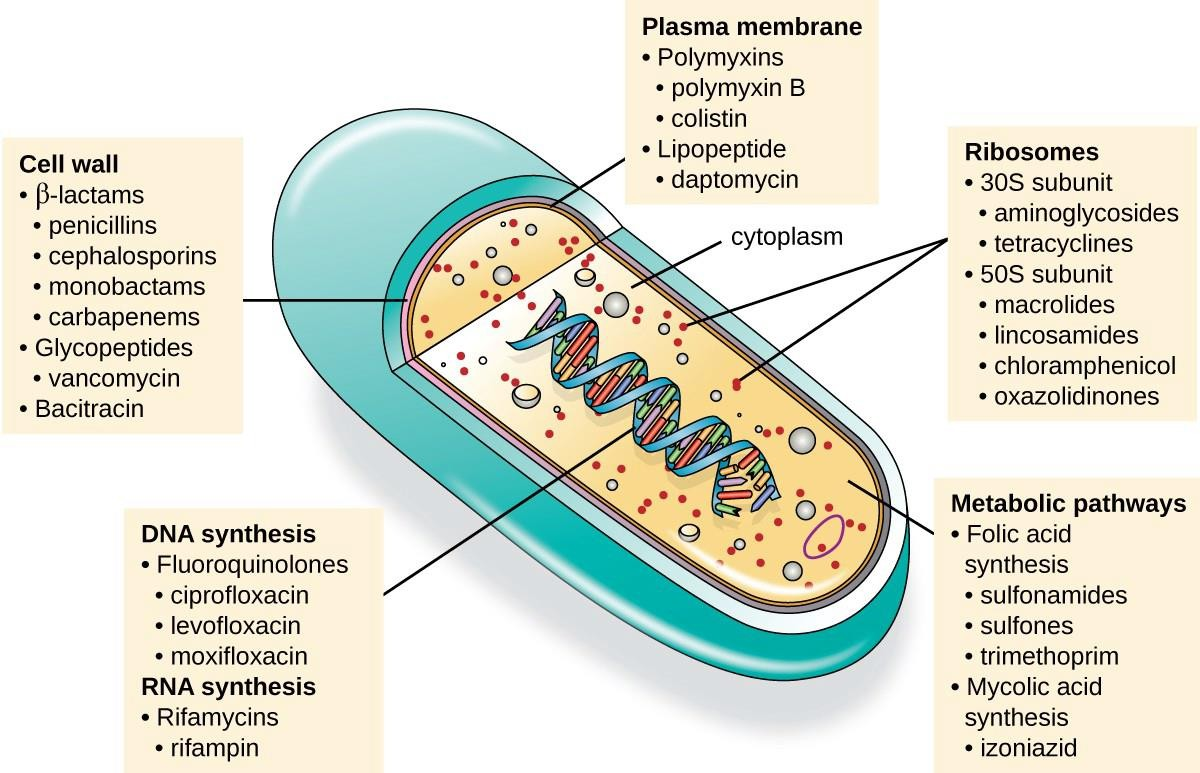 Plasma membrane
• Polymyxins
• polymyxin B
• colistin
• Lipopeptide
• daptomycin
Cell wall
• β-lactams
• penicillins
• cephalosporins
• monobactams
• carbapenems
• Glycopeptides
• vancomycin
• Bacitracin
cytoplasm
Ribosomes
• 30S subunit
• aminoglycosides
• tetracyclines
• 50S subunit
• macrolides
• lincosamides
• chloramphenicol
• oxazolidinones
DNA synthesis
• Fluoroquinolones
• ciprofloxacin
• levofloxacin
• moxifloxacin
RNA synthesis
• Rifamycins
• rifampin
Metabolic pathways
• Folic acid
synthesis
• sulfonamides
• sulfones
• trimethoprim
• Mycolic acid
synthesis
• izoniazid